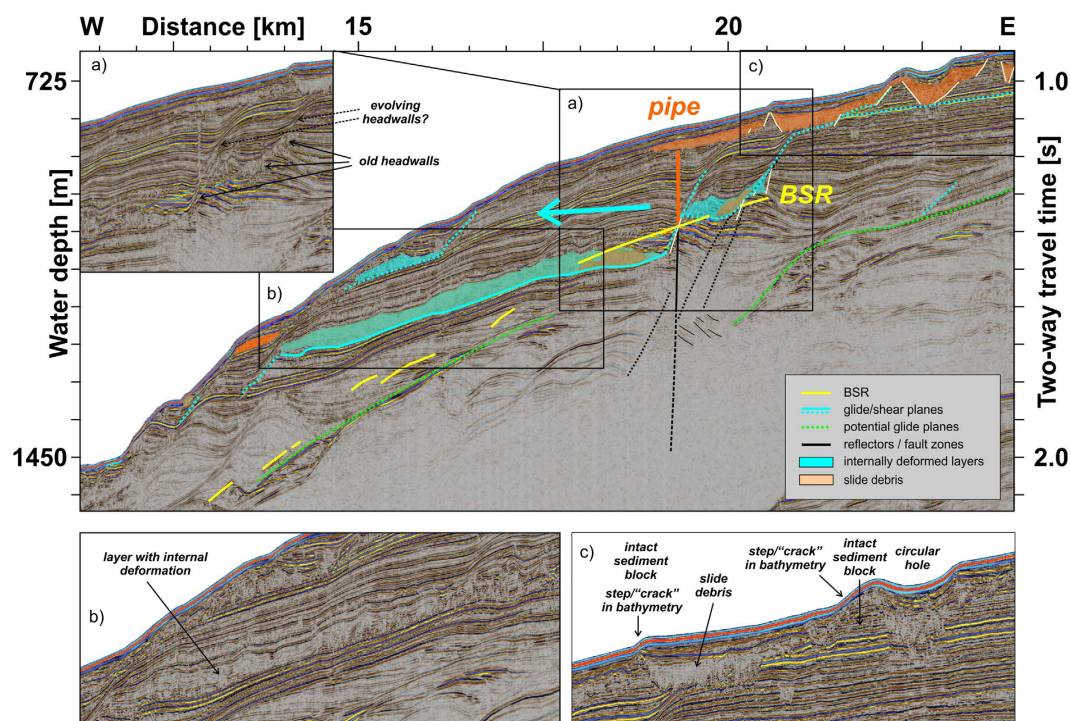 W Distance [km] 15 20 E
a)
c)
725
1.0
a)
pipe
evolving
headwalls?
old headwalls
BSR
b)
Water depth [m]
Two-way travel time [s]
BSR
glide/shear planes
potential glide planes
reflectors / fault zones
internally deformed layers
slide debris
1450
2.0
b)
layer with internal
deformation
c)
intact
sediment
block
step/“crack”
in bathymetry
slide
debris
step/“crack”
in bathymetry
intact
sediment
block
circular
hole